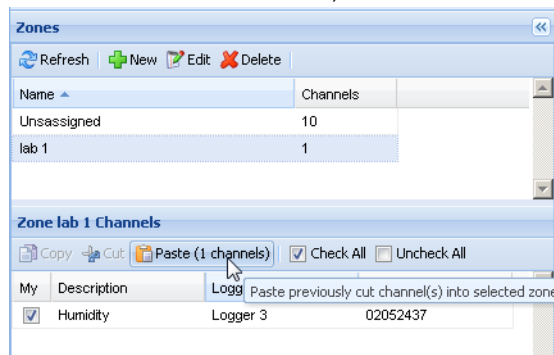 Zones
Refresh New Edit Delete
Name Channels
Unsassigned 10
lab 1 1
Zone lab 1 Channels
Copy Cut Paste (1 channels) Check All Uncheck All
My Description Logg
Paste previously cut channel(s) into selected zone
Humidity Logger 3 02052437